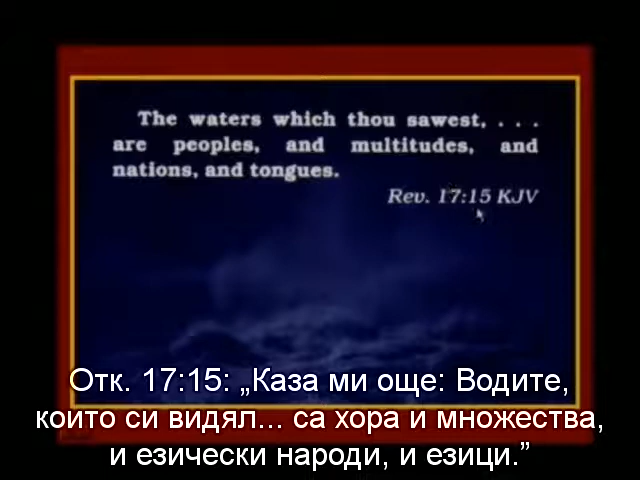 The waters which thou sawest, . . .
are peoples, and multitudes, and
nations, and tongues.
Rev. 17:15 KJV
Отк. 17:15: „Каза ми още: Водите,
които си видял... са хора и множества,
и езически народи, и езици.”